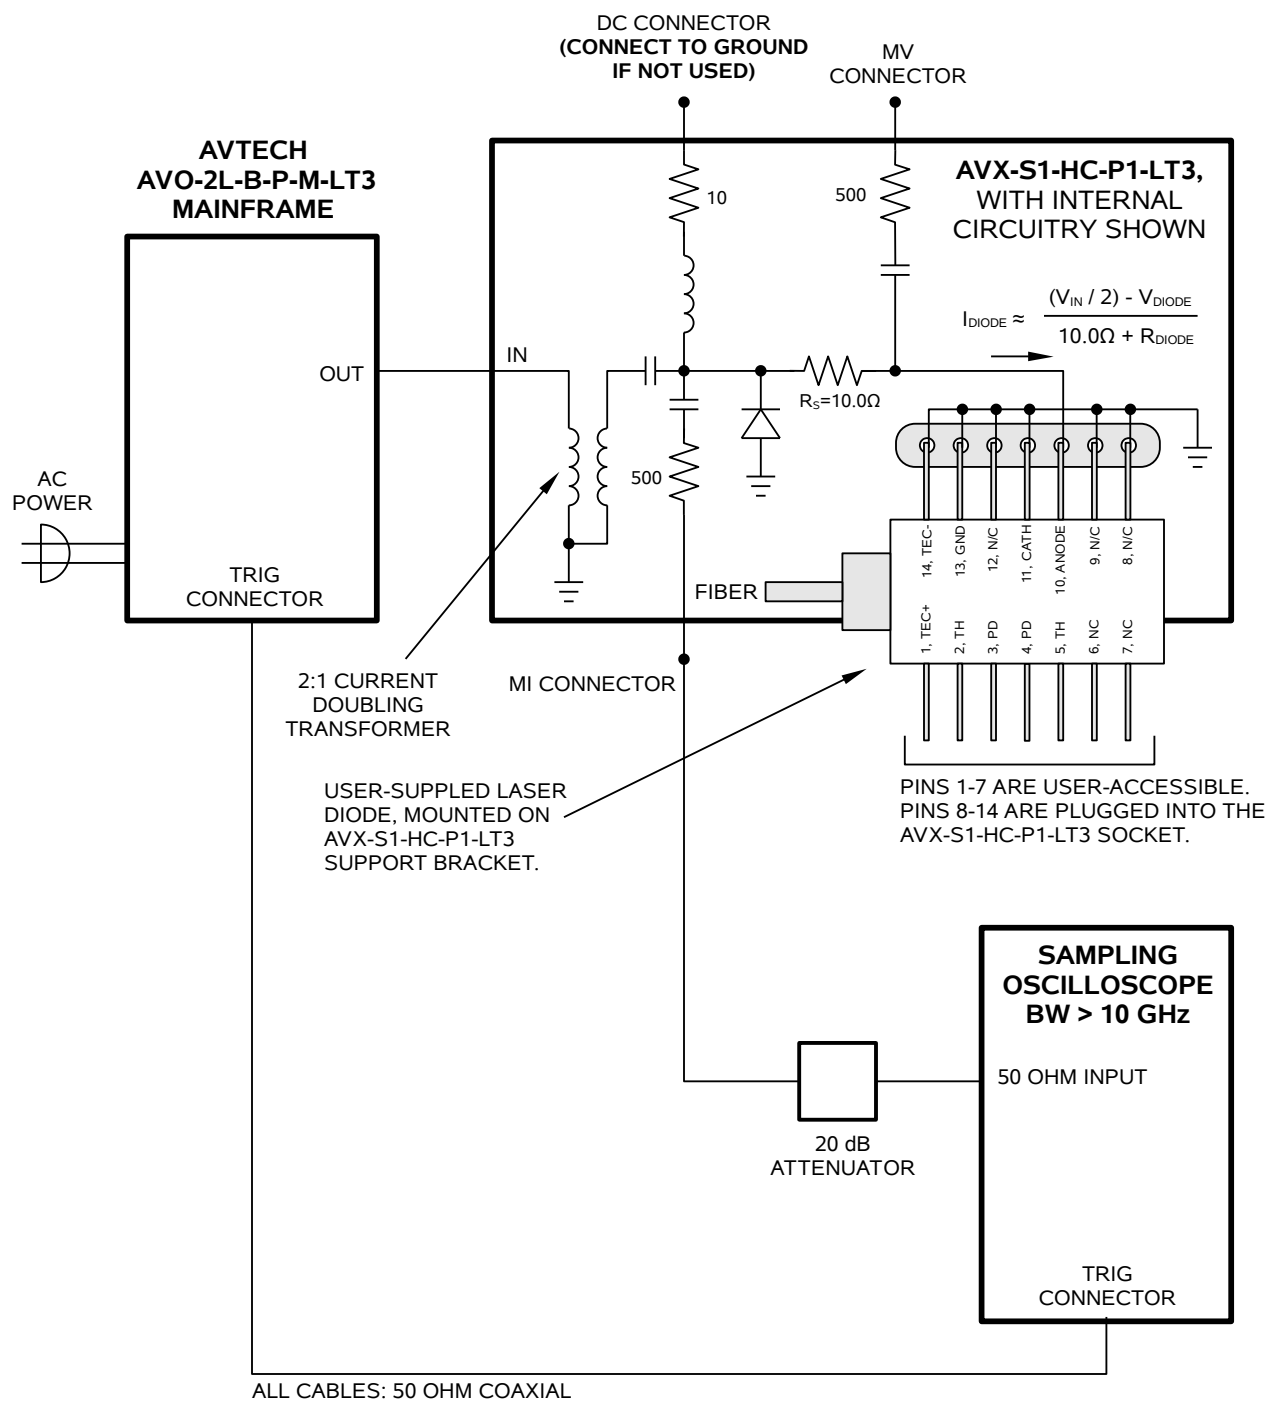 DC CONNECTOR
(CONNECT TO GROUND
IF NOT USED)
MV
CONNECTOR
AVTECH
AVO-2L-B-P-M-LT3
MAINFRAME
AVX-S1-HC-P1-LT3,
WITH INTERNAL
CIRCUITRY SHOWN
10
500
IDIODE ≈ (VIN / 2) - VDIODE
10.0Ω + RDIODE
OUT
IN
RS=10.0Ω
500
AC
POWER
TRIG
CONNECTOR
FIBER
14, TEC-
13, GND
12, N/C
11, CATH
10, ANODE
9, N/C
8, N/C
1, TEC+
2, TH
3, PD
4, PD
5, TH
6, NC
7, NC
2:1 CURRENT
DOUBLING
TRANSFORMER
MI CONNECTOR
USER-SUPPLED LASER
DIODE, MOUNTED ON
AVX-S1-HC-P1-LT3
SUPPORT BRACKET.
PINS 1-7 ARE USER-ACCESSIBLE.
PINS 8-14 ARE PLUGGED INTO THE
AVX-S1-HC-P1-LT3 SOCKET.
SAMPLING
OSCILLOSCOPE
BW > 10 GHz
50 OHM INPUT
20 dB
ATTENUATOR
TRIG
CONNECTOR
ALL CABLES: 50 OHM COAXIAL